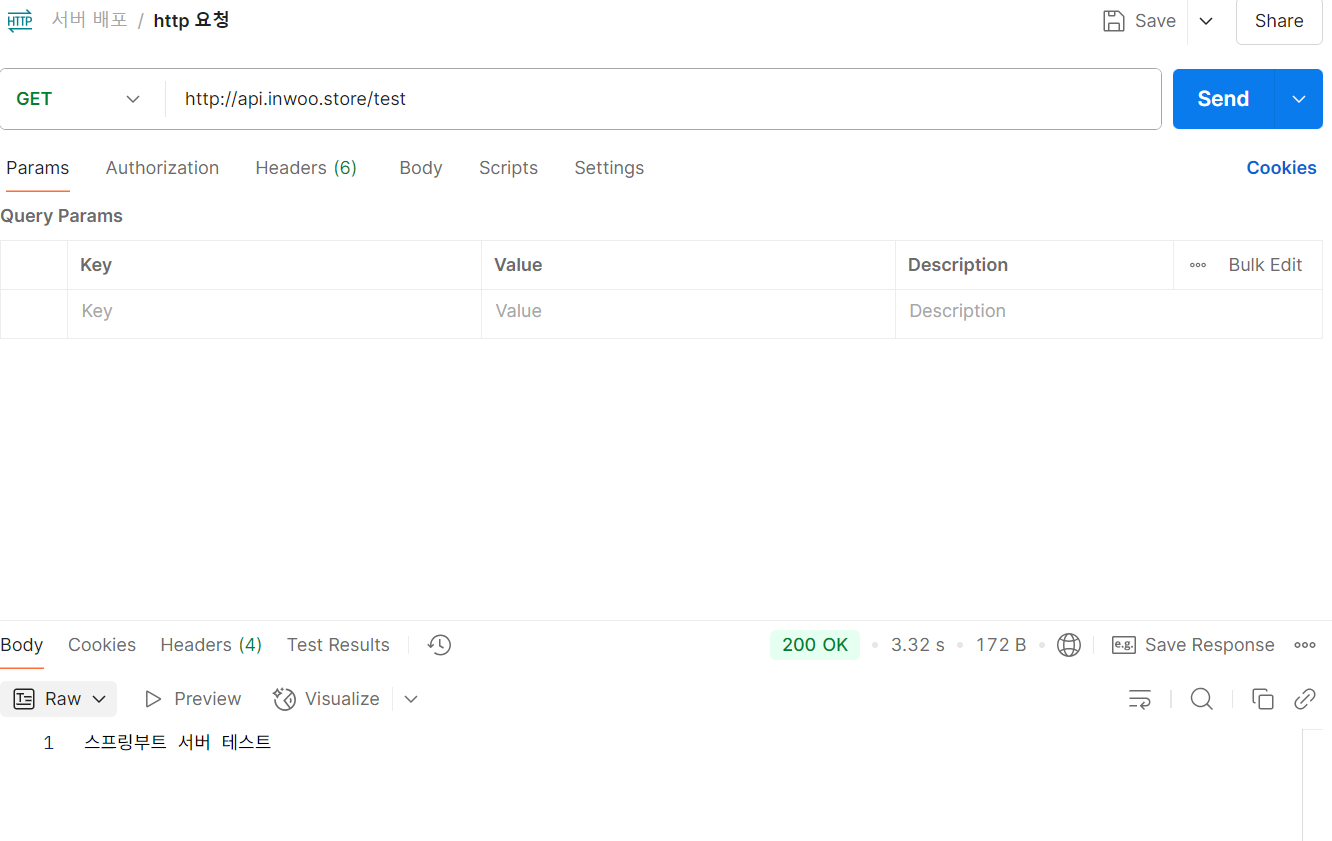 HTTP 서버 배포 / http 요청 Save Share
GET http://api.inwoo.store/test Send
Params Authorization Headers (6) Body Scripts Settings Cookies
Query Params
Key Value Description Bulk Edit
Key Value Description
Body Cookies Headers (4) Test Results 200 OK 3.32 s 172 B e.g. Save Response
Raw Preview Visualize
1 스프링부트 서버 테스트